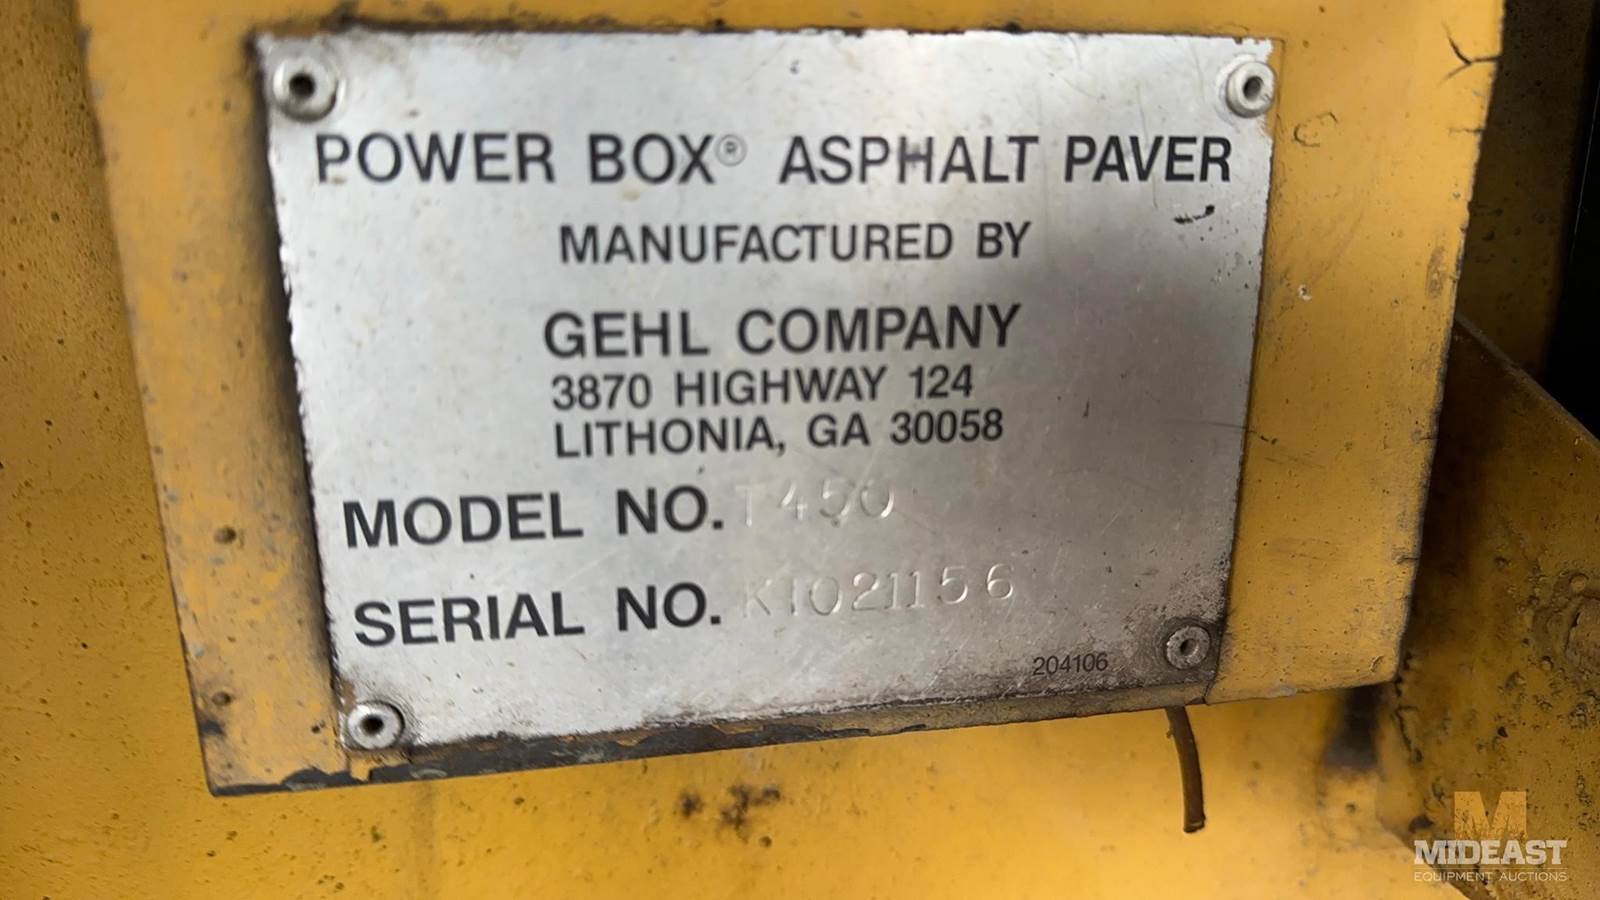 POWER BOX® ASPHALT PAVER
MANUFACTURED BY
GEHL COMPANY
3870 HIGHWAY 124
LITHONIA, GA 30058
MODEL NO. T450
SERIAL NO. K1021156
204106
M
MIDEAST
EQUIPMENT AUCTIONS